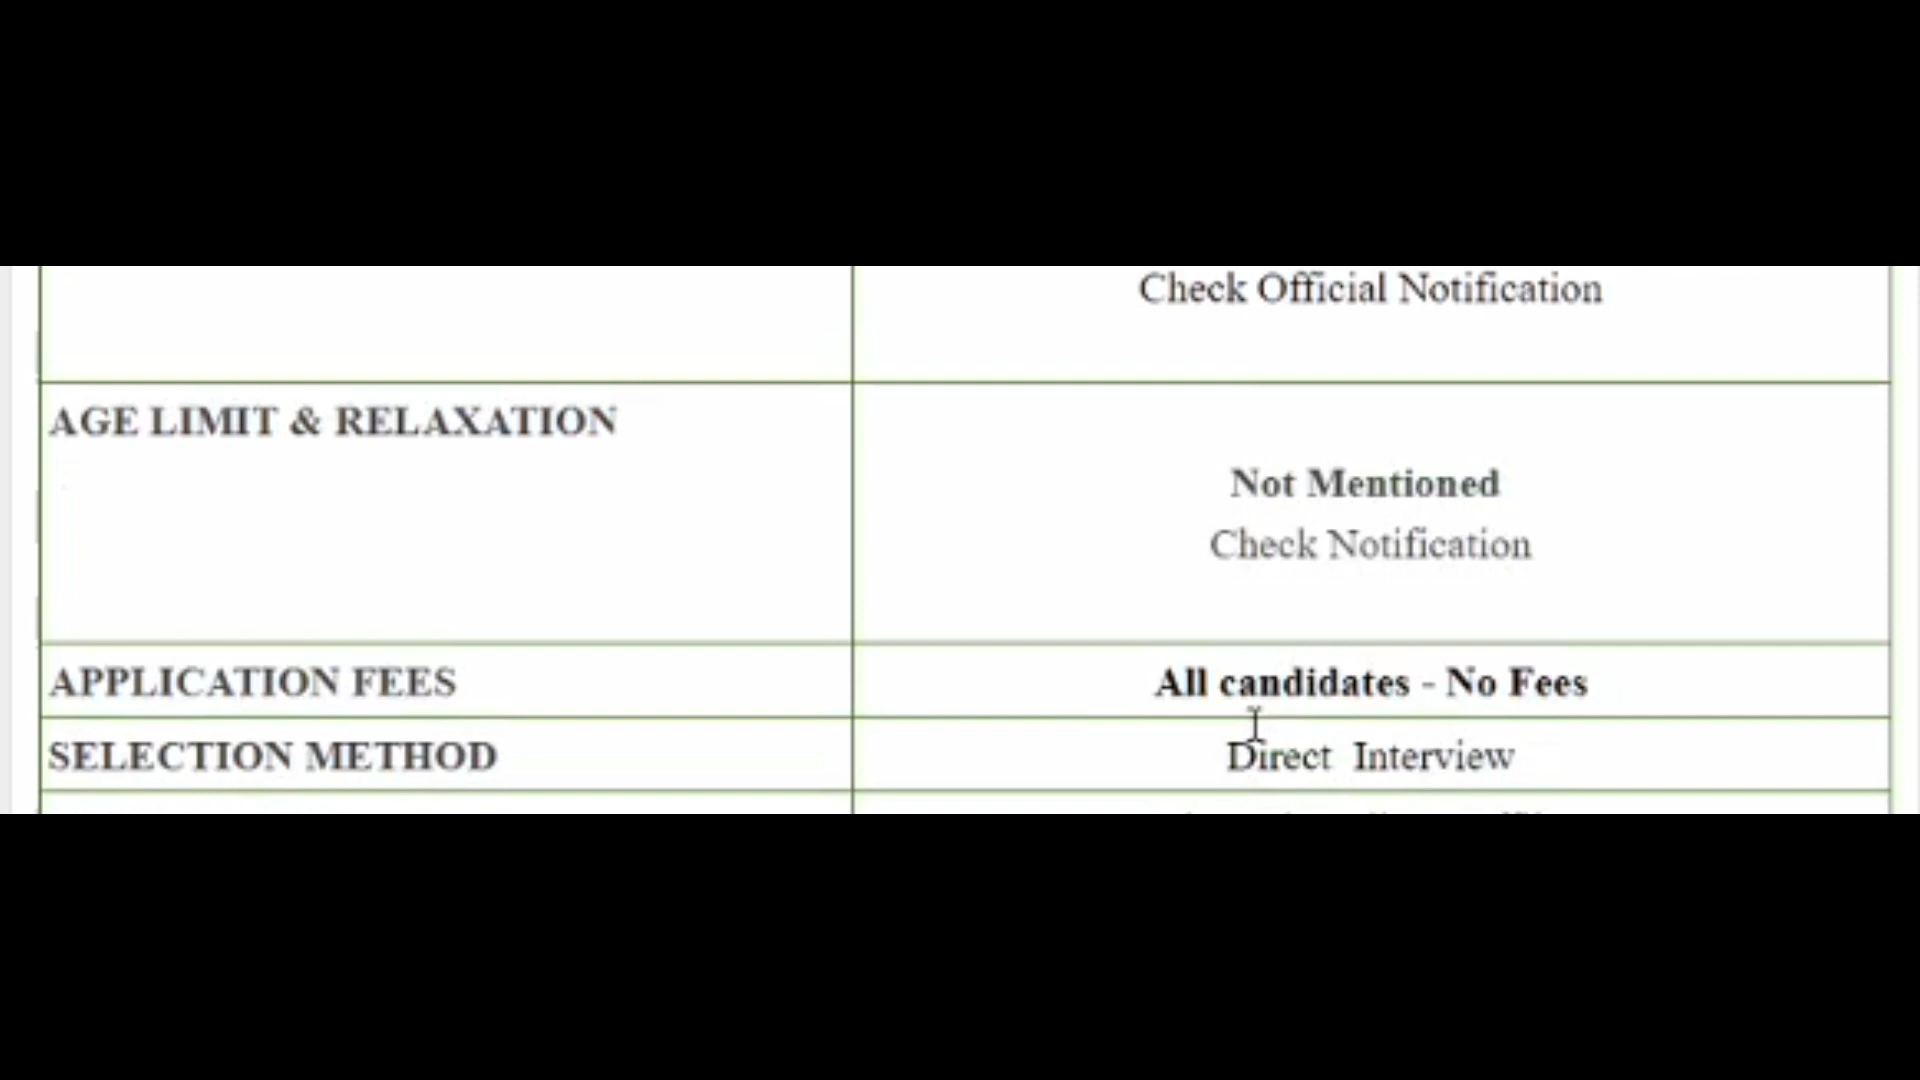 Check Official Notification
AGE LIMIT & RELAXATION
Not Mentioned
Check Notification
APPLICATION FEES
All candidates - No Fees
SELECTION METHOD
Direct Interview